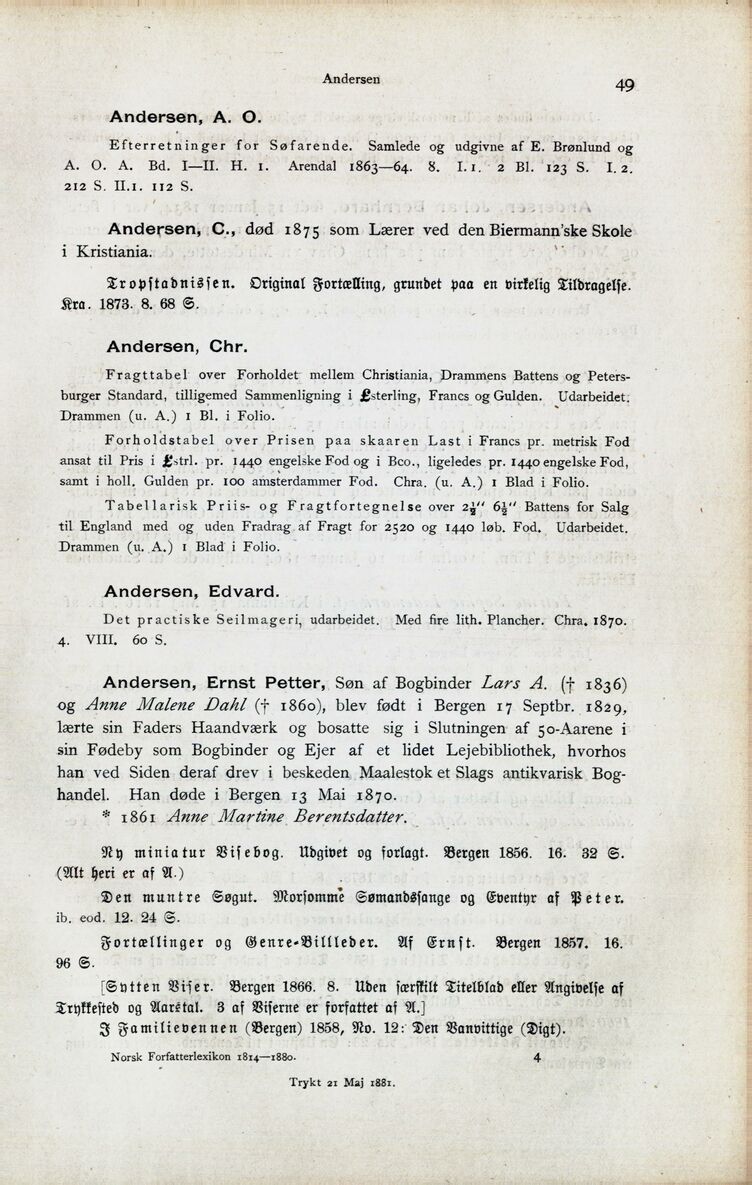 Andersen
49
Andersen, A. O.
Efterretninger for Søfarende. Samlede og udgivne af E. Brønlund og
A. O. A. Bd. I—II. H. 1. Arendal 1863—64. 8. I. 1. 2 Bl. 123 S. I. 2.
212 S. II. 1. 112 S.
Andersen, C., død 1875 som Lærer ved den Biermann'ske Skole
i Kristiania.
Tropstadnissen. Original Fortælling, grundet paa en virkelig Tildragelse.
Kra. 1873. 8. 68 S.
Andersen, Chr.
Fragttabel over Forholdet mellem Christiania, Drammens Battens og Peters-
burger Standard, tilligemed Sammenligning i £sterling, Francs og Gulden. Udarbeidet.
Drammen (u. A.) 1 Bl. i Folio.
Forholdstabel over Prisen paa skaaren Last i Francs pr. metrisk Fod
ansat til Pris i £strl. pr. 1440 engelske Fod og i Bco., ligeledes pr. 1440 engelske Fod,
samt i holl. Gulden pr. 100 amsterdammer Fod. Chra. (u. A.) 1 Blad i Folio.
Tabellarisk Priis- og Fragtfortegnelse over 2½" 6½" Battens for Salg
til England med og uden Fradrag af Fragt for 2520 og 1440 løb. Fod. Udarbeidet.
Drammen (u. A.) 1 Blad i Folio.
Andersen, Edvard.
Det practiske Seilmageri, udarbeidet. Med fire lith. Plancher. Chra. 1870.
4. VIII. 60 S.
Andersen, Ernst Petter, Søn af Bogbinder Lars A. († 1836)
og Anne Malene Dahl († 1860), blev født i Bergen 17 Septbr. 1829,
lærte sin Faders Haandværk og bosatte sig i Slutningen af 50-Aarene i
sin Fødeby som Bogbinder og Ejer af et lidet Lejebibliothek, hvorhos
han ved Siden deraf drev i beskeden Maalestok et Slags antikvarisk Bog-
handel. Han døde i Bergen 13 Mai 1870.
* 1861 Anne Martine Berentsdatter.
Ny miniatur Visebog. Udgivet og forlagt. Bergen 1856. 16. 32 S.
(Alt heri er af A.)
Den muntre Søgut. Morsomme Sømandssange og Eventyr af Peter.
ib. eod. 12. 24 S.
Fortællinger og Genre-Billleder. Af Ernst. Bergen 1857. 16.
96 S.
[Sytten Viser. Bergen 1866. 8. Uden særskilt Titelblad eller Angivelse af
Trykkested og Aarstal. 3 af Viserne er forfattet af A.]
I Familievennen (Bergen) 1858, No. 12: Den Vanvittige (Digt).
Norsk Forfatterlexikon 1814—1880.
4
Trykt 21 Maj 1881.